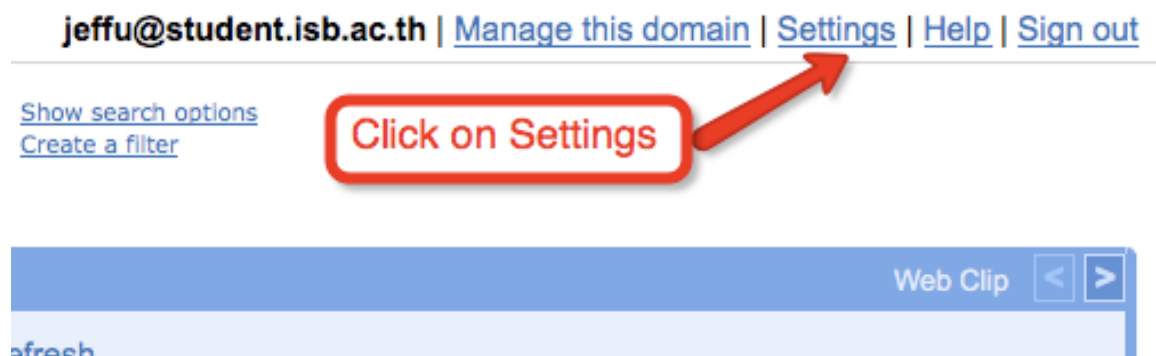 jeffu@student.isb.ac.th | Manage this domain | Settings | Help | Sign out
Show search options
Create a filter
Click on Settings
Web Clip < >
efresh